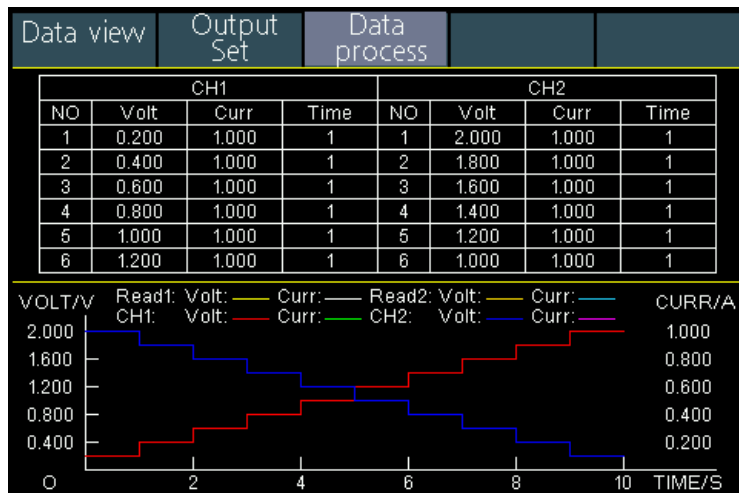 Data view Output Set Data process
CH1 CH2
NO Volt Curr Time NO Volt Curr Time
1 0.200 1.000 1 1 2.000 1.000 1
2 0.400 1.000 1 2 1.800 1.000 1
3 0.600 1.000 1 3 1.600 1.000 1
4 0.800 1.000 1 4 1.400 1.000 1
5 1.000 1.000 1 5 1.200 1.000 1
6 1.200 1.000 1 6 1.000 1.000 1
VOLT/V Read1: Volt: Curr: Read2: Volt: Curr: CURR/A
CH1: Volt: Curr: CH2: Volt: Curr:
2.000 1.000
1.600 0.800
1.200 0.600
0.800 0.400
0.400 0.200
O 2 4 6 8 10 TIME/S